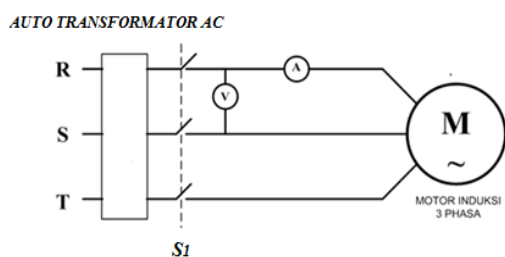 AUTO TRANSFORMATOR AC
R
A
V
S
M
~
T
MOTOR INDUKSI
3 PHASA
S1